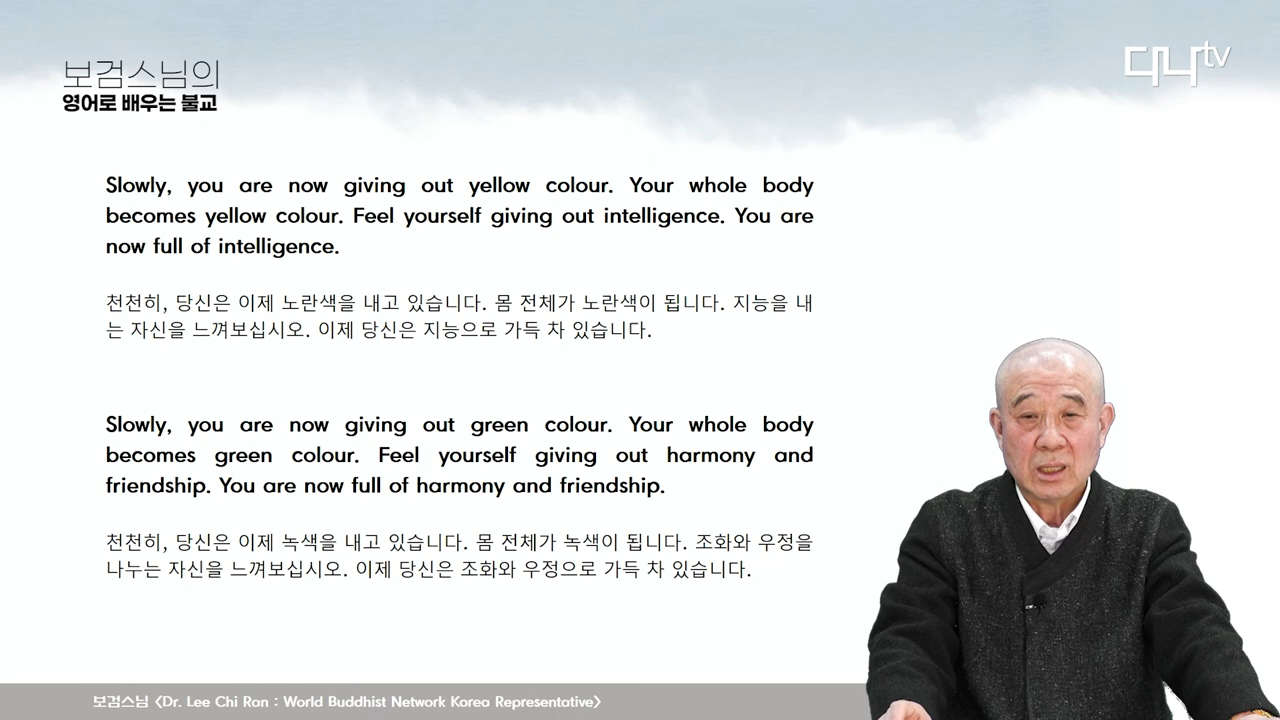 보검스님의
영어로 배우는 불교
디나tv
Slowly, you are now giving out yellow colour. Your whole body
becomes yellow colour. Feel yourself giving out intelligence. You are
now full of intelligence.
천천히, 당신은 이제 노란색을 내고 있습니다. 몸 전체가 노란색이 됩니다. 지능을 내
는 자신을 느껴보십시오. 이제 당신은 지능으로 가득 차 있습니다.
Slowly, you are now giving out green colour. Your whole body
becomes green colour. Feel yourself giving out harmony and
friendship. You are now full of harmony and friendship.
천천히, 당신은 이제 녹색을 내고 있습니다. 몸 전체가 녹색이 됩니다. 조화와 우정을
나누는 자신을 느껴보십시오. 이제 당신은 조화와 우정으로 가득 차 있습니다.
보검스님 <Dr. Lee Chi Ran : World Buddhist Network Korea Representative>